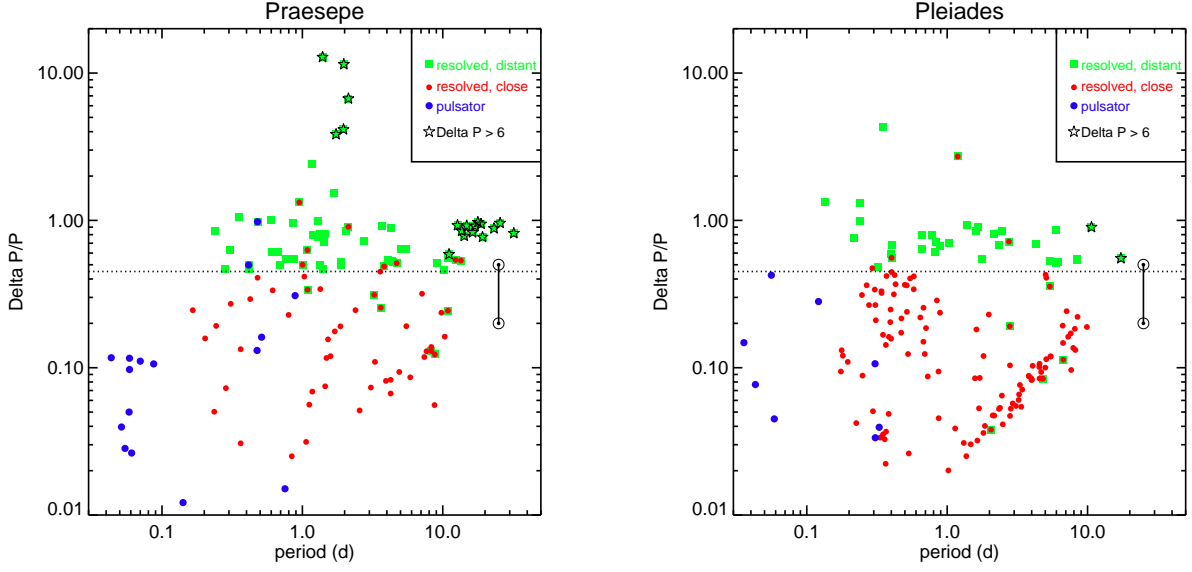 Praesepe
10.00
1.00
0.10
0.01
Delta P/P
0.1
1.0
10.0
period (d)
resolved, distant
resolved, close
pulsator
Delta P > 6
Pleiades
10.00
1.00
0.10
0.01
Delta P/P
0.1
1.0
10.0
period (d)
resolved, distant
resolved, close
pulsator
Delta P > 6